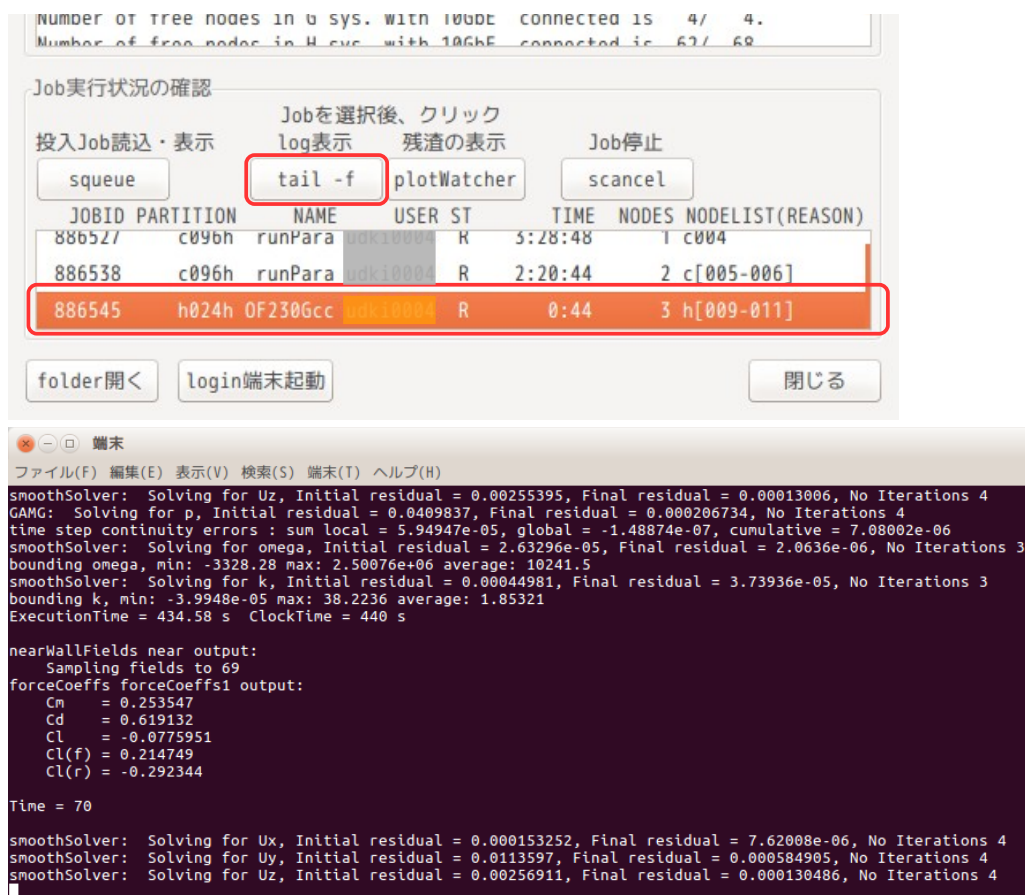 Number of free nodes in G sys. with 10GbE connected is 4/ 4.
Number of free nodes in H sys. with 10GbE connected is 62/ 68
Job実行状況の確認
Jobを選択後、クリック
投入Job読込・表示 log表示 残渣の表示 Job停止
squeue tail -f plotWatcher scancel
JOBID PARTITION NAME USER ST TIME NODES NODELIST(REASON)
886527 c096h runPara udki0004 R 3:28:48 1 c004
886538 c096h runPara udki0004 R 2:20:44 2 c[005-006]
886545 h024h OF230Gcc udki0004 R 0:44 3 h[009-011]
folder開く login端末起動 閉じる
端末
ファイル(F) 編集(E) 表示(V) 検索(S) 端末(T) ヘルプ(H)
smoothSolver: Solving for Uz, Initial residual = 0.00255395, Final residual = 0.00013006, No Iterations 4
GAMG: Solving for p, Initial residual = 0.0409837, Final residual = 0.000206734, No Iterations 4
time step continuity errors : sum local = 5.94947e-05, global = -1.48874e-07, cumulative = 7.08002e-06
smoothSolver: Solving for omega, Initial residual = 2.63296e-05, Final residual = 2.0636e-06, No Iterations 3
bounding omega, min: -3328.28 max: 2.50076e+06 average: 10241.5
smoothSolver: Solving for k, Initial residual = 0.00044981, Final residual = 3.73936e-05, No Iterations 3
bounding k, min: -3.9948e-05 max: 38.2236 average: 1.85321
ExecutionTime = 434.58 s ClockTime = 440 s
nearWallFields near output:
Sampling fields to 69
forceCoeffs forceCoeffs1 output:
Cm = 0.253547
Cd = 0.619132
Cl = -0.0775951
Cl(f) = 0.214749
Cl(r) = -0.292344
Time = 70
smoothSolver: Solving for Ux, Initial residual = 0.000153252, Final residual = 7.62008e-06, No Iterations 4
smoothSolver: Solving for Uy, Initial residual = 0.0113597, Final residual = 0.000584905, No Iterations 4
smoothSolver: Solving for Uz, Initial residual = 0.00256911, Final residual = 0.000130486, No Iterations 4